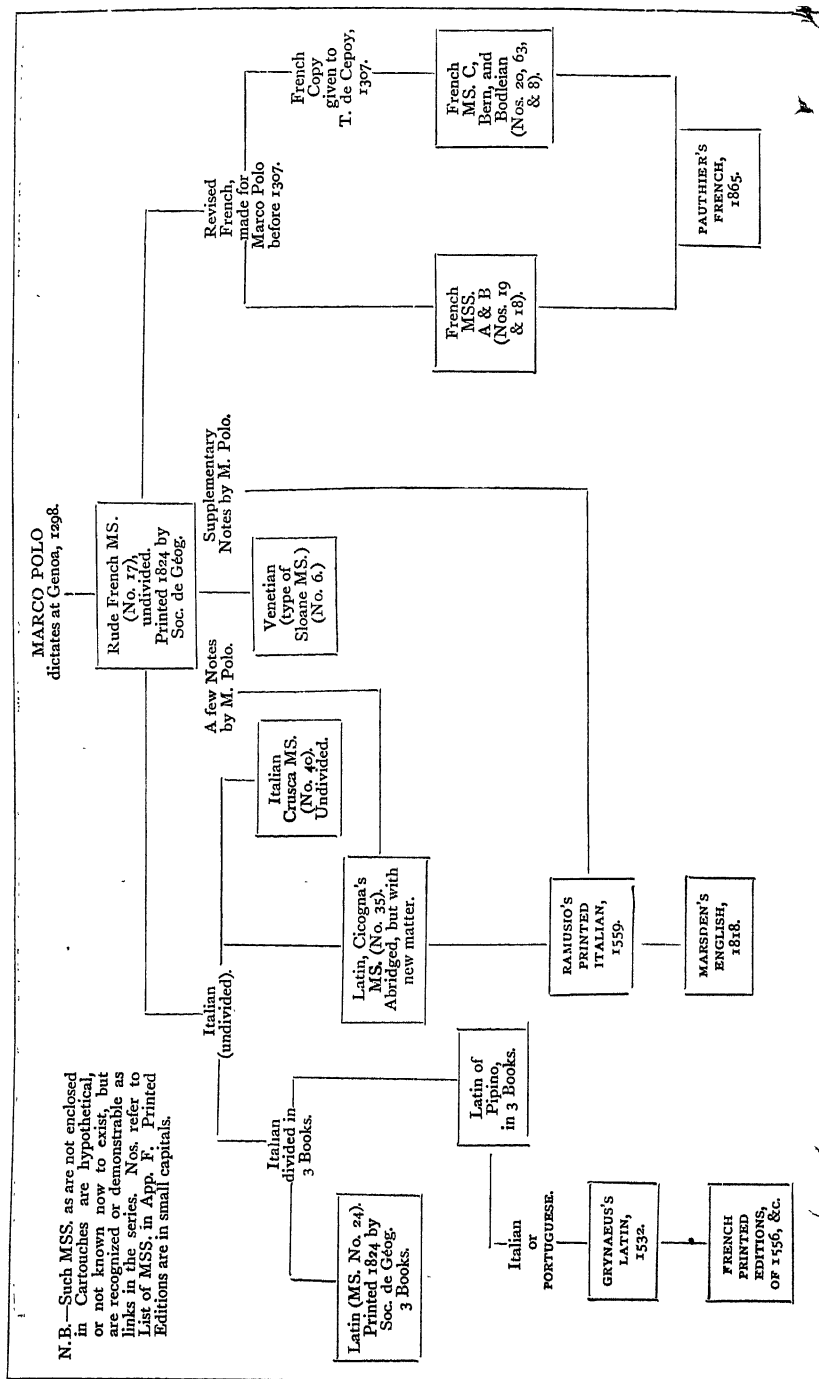 MARCO POLO
dictates at Genoa, 1298.
N.B.—Such MSS. as are not enclosed
in Cartouches are hypothetical,
or not known now to exist, but
are recognized or demonstrable as
links in the series. Nos. refer to
List of MSS. in App. F. Printed
Editions are in small capitals.
Rude French MS.
(No. 17),
undivided.
Printed 1824 by
Soc. de Géog.
Italian
(undivided).
A few Notes
by M. Polo.
Supplementary
Notes by M. Polo.
Revised
French,
made for
Marco Polo
before 1307.
Italian
divided in
3 Books.
Italian
Crusca MS.
(No. 40).
Undivided.
Venetian
(type of
Sloane MS.)
(No. 6.)
French
Copy
given to
T. de Cepoy,
1307.
Latin (MS. No. 24).
Printed 1824 by
Soc. de Géog.
3 Books.
Latin, Cicogna's
MS. (No. 35).
Abridged, but with
new matter.
French
MSS.
A & B
(Nos. 19
& 18).
French
MS. C,
Bern, and
Bodleian
(Nos. 20, 63,
& 8).
Latin of
Pipino,
in 3 Books.
Italian
or
PORTUGUESE.
RAMUSIO'S
PRINTED
ITALIAN,
1559.
GRYNAEUS'S
LATIN,
1532.
MARSDEN'S
ENGLISH,
1818.
PAUTHIER'S
FRENCH,
1865.
FRENCH
PRINTED
EDITIONS,
OF 1556, &c.